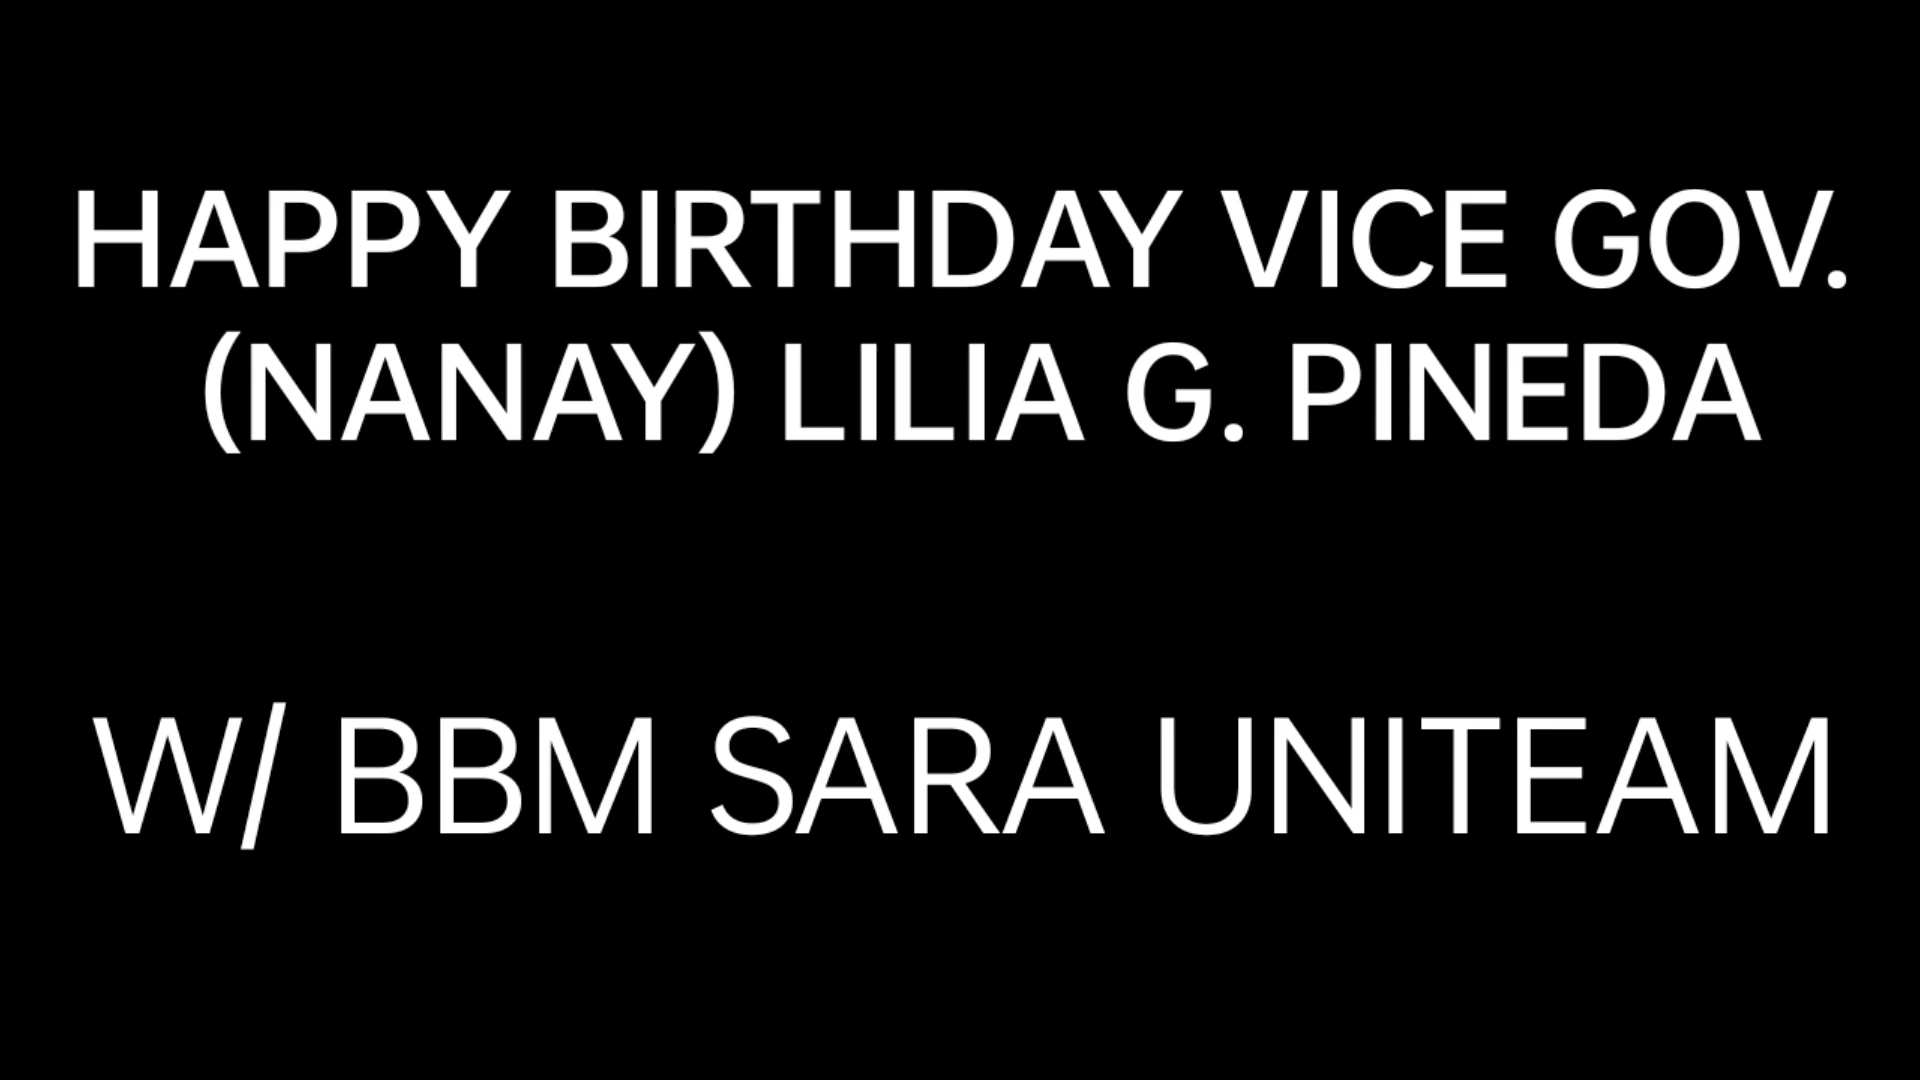 HAPPY BIRTHDAY VICE GOV.
(NANAY) LILIA G. PINEDA
W/ BBM SARA UNITEAM